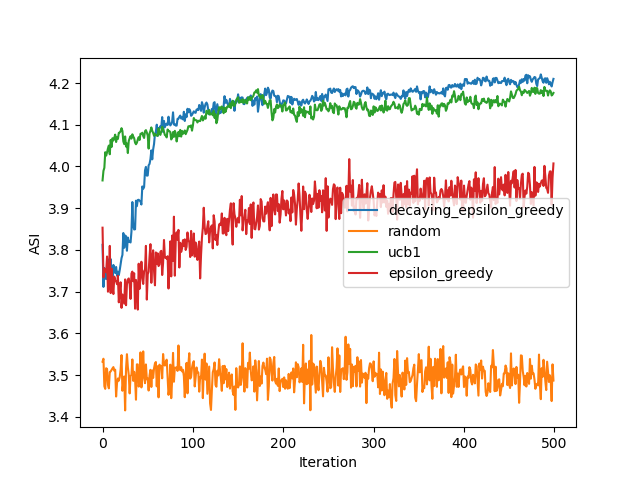 4.2
4.1
4.0
3.9
3.8
3.7
3.6
3.5
3.4
ASI
decaying_epsilon_greedy
random
ucb1
epsilon_greedy
0 100 200 300 400 500
Iteration